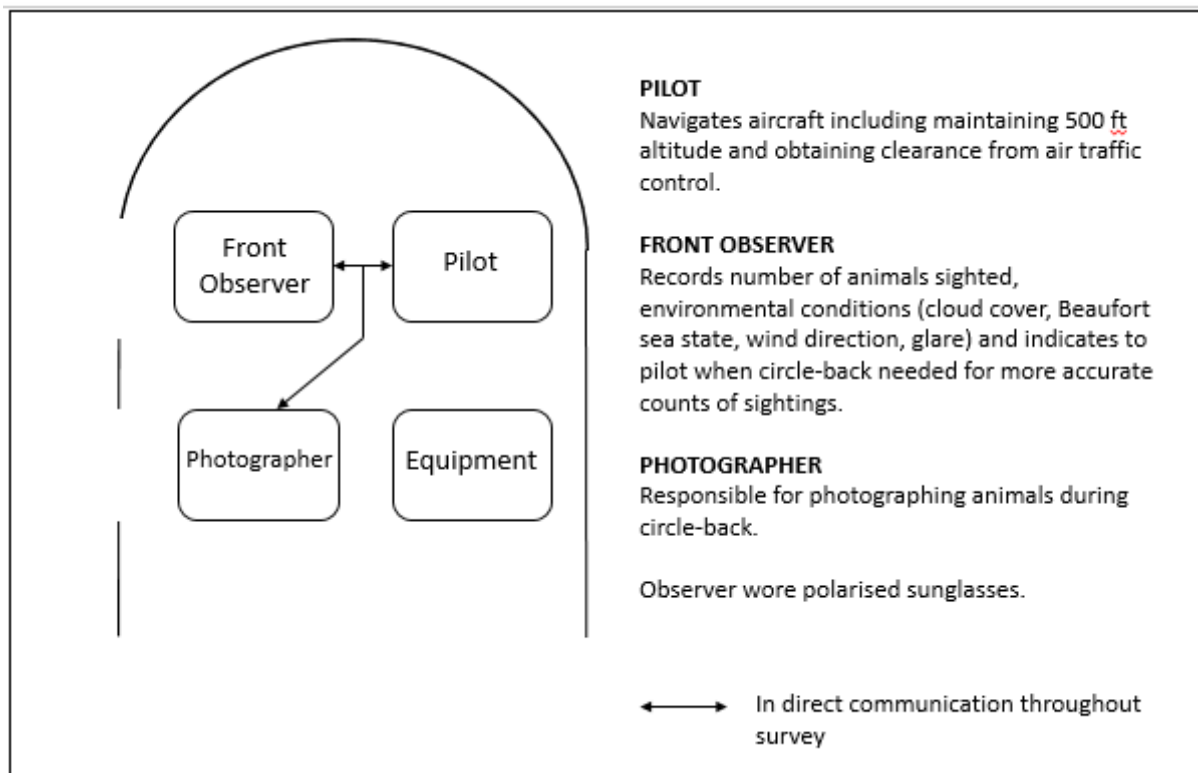 Front
Observer
Pilot
Photographer
Equipment
PILOT
Navigates aircraft including maintaining 500 ft
altitude and obtaining clearance from air traffic
control.
FRONT OBSERVER
Records number of animals sighted,
environmental conditions (cloud cover, Beaufort
sea state, wind direction, glare) and indicates to
pilot when circle-back needed for more accurate
counts of sightings.
PHOTOGRAPHER
Responsible for photographing animals during
circle-back.
Observer wore polarised sunglasses.
In direct communication throughout
survey